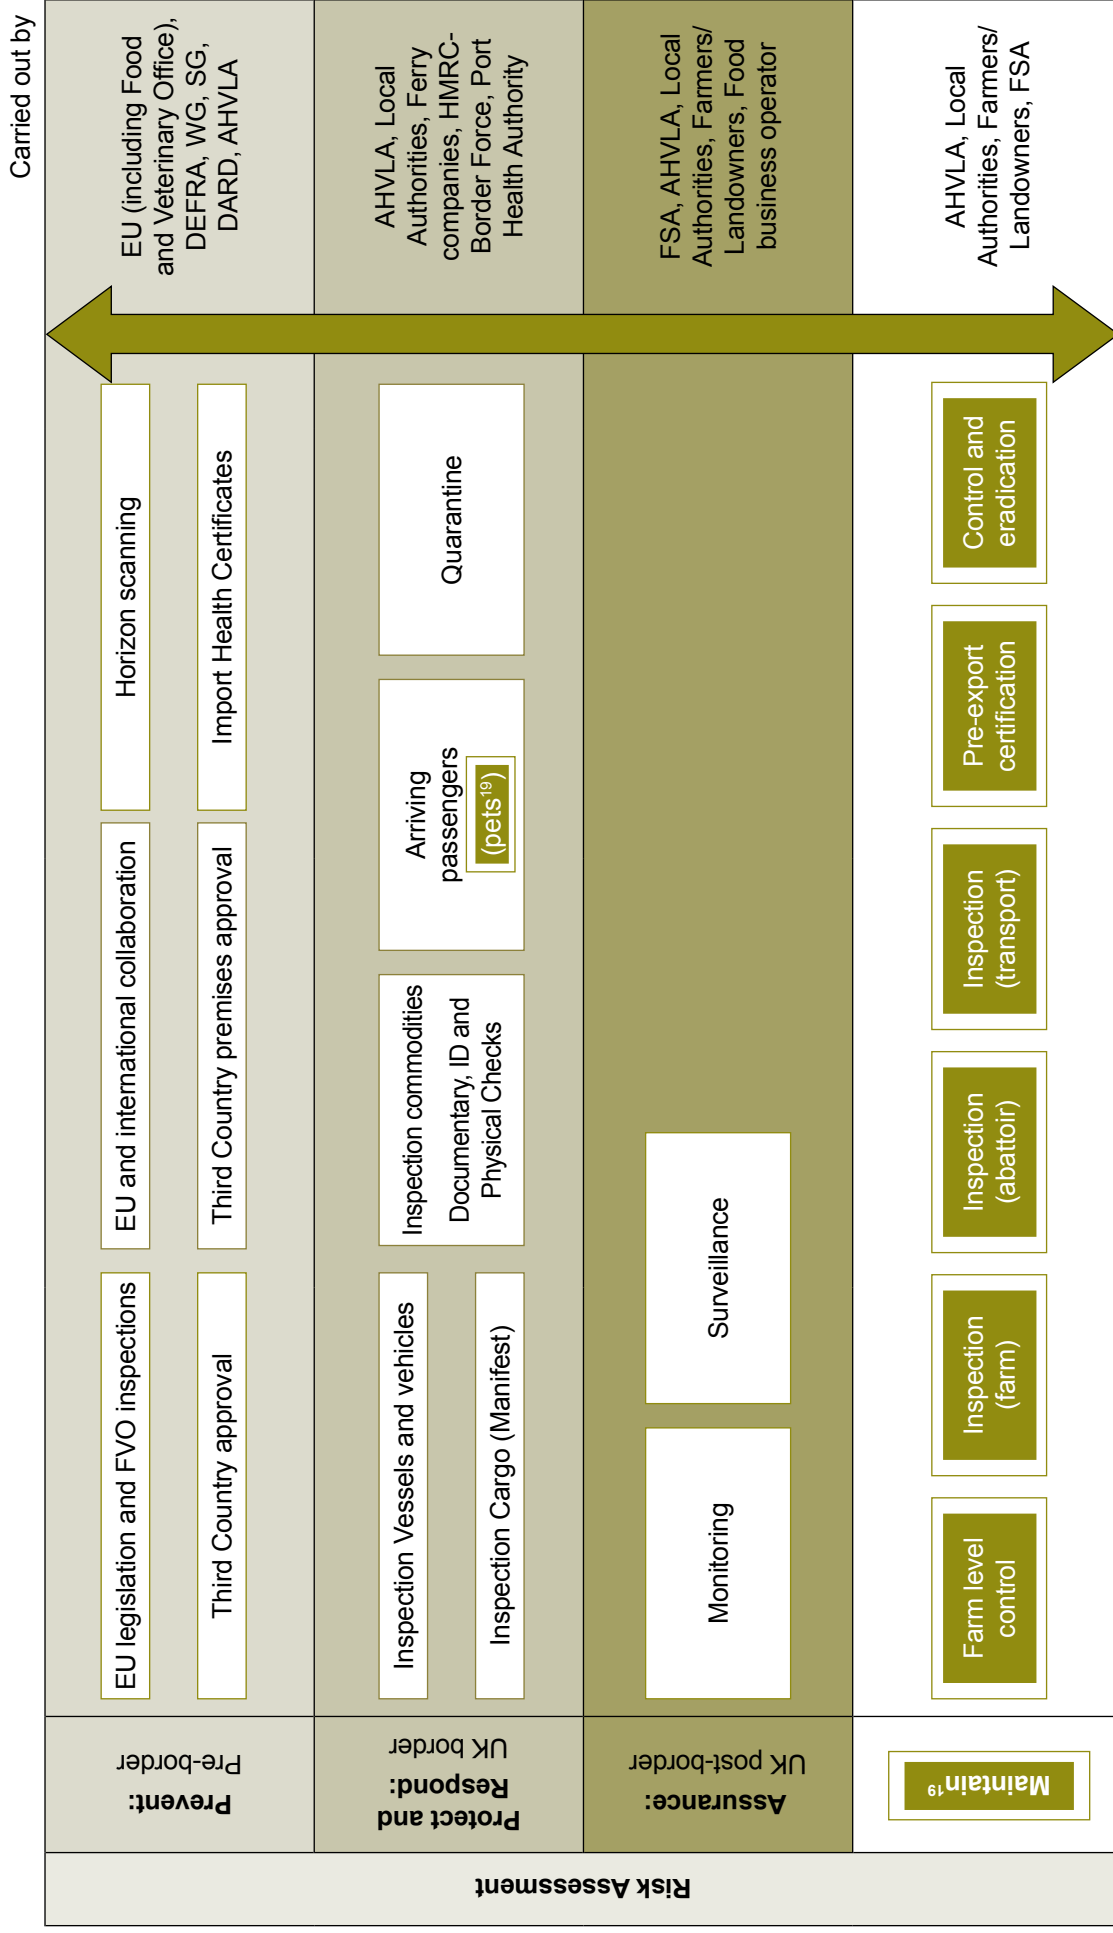 Carried out by
Risk Assessment
Prevent:
Pre-border
EU legislation and FVO inspections
EU and international collaboration
Horizon scanning
Third Country approval
Third Country premises approval
Import Health Certificates
EU (including Food
and Veterinary Office),
DEFRA, WG, SG,
DARD, AHVLA
Protect and
Respond:
UK border
Inspection Vessels and vehicles
Inspection Cargo (Manifest)
Inspection commodities
Documentary, ID and
Physical Checks
Arriving
passengers
(pets¹⁹)
Quarantine
AHVLA, Local
Authorities, Ferry
companies, HMRC-
Border Force, Port
Health Authority
Assurance:
UK post-border
Monitoring
Surveillance
FSA, AHVLA, Local
Authorities, Farmers/
Landowners, Food
business operator
Maintain¹⁹
Farm level
control
Inspection
(farm)
Inspection
(abattoir)
Inspection
(transport)
Pre-export
certification
Control and
eradication
AHVLA, Local
Authorities, Farmers/
Landowners, FSA